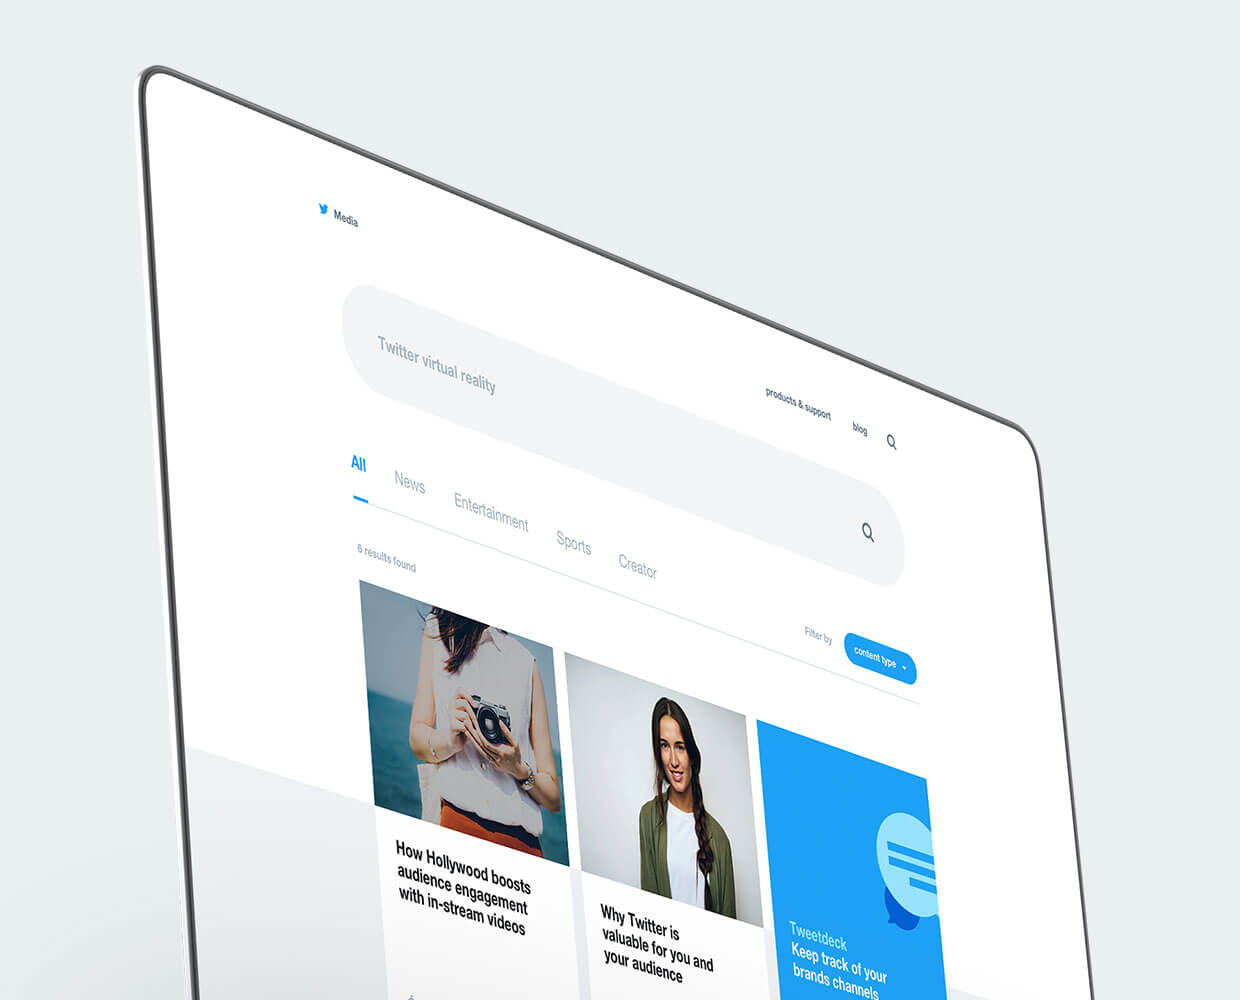 Media
products & support
blog
Twitter virtual reality
All
News
Entertainment
Sports
Creator
6 results found
Filter by
content type
How Hollywood boosts
audience engagement
with in-stream videos
Why Twitter is
valuable for you and
your audience
Tweetdeck
Keep track of your
brands channels